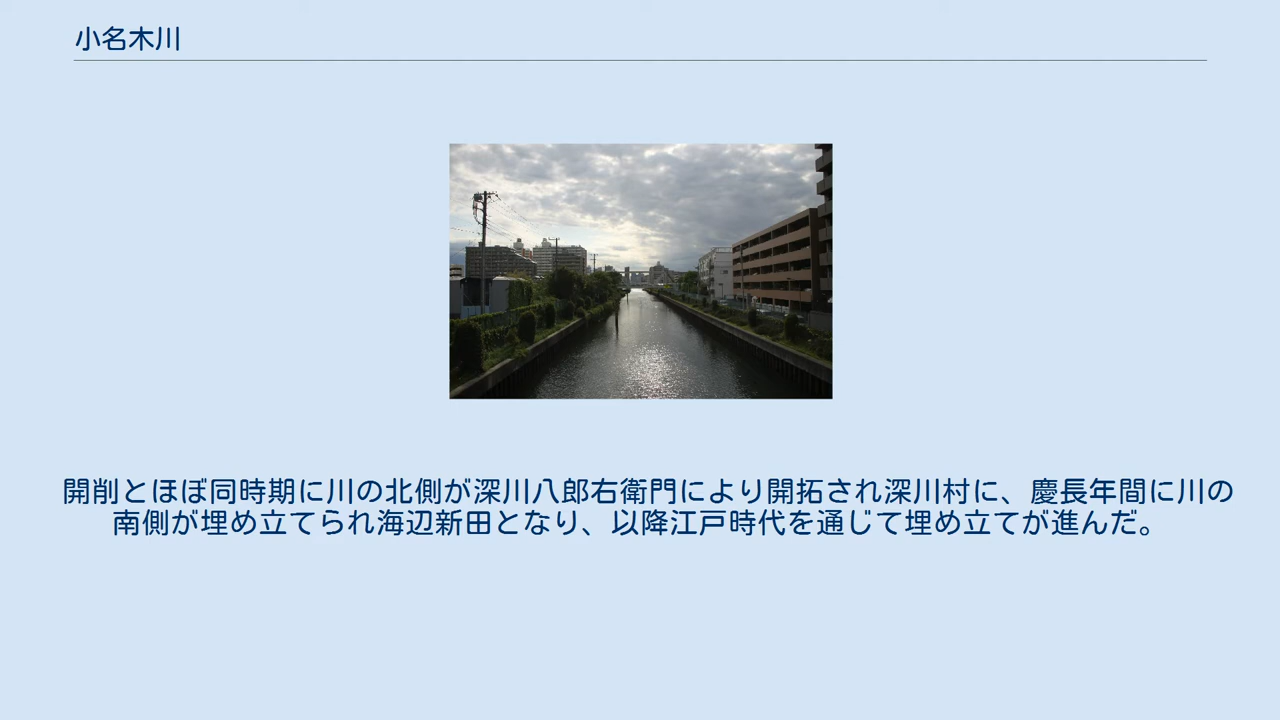 小名木川
開削とほぼ同時期に川の北側が深川八郎右衛門により開拓され深川村に、慶長年間に川の
南側が埋め立てられ海辺新田となり、以降江戸時代を通じて埋め立てが進んだ。